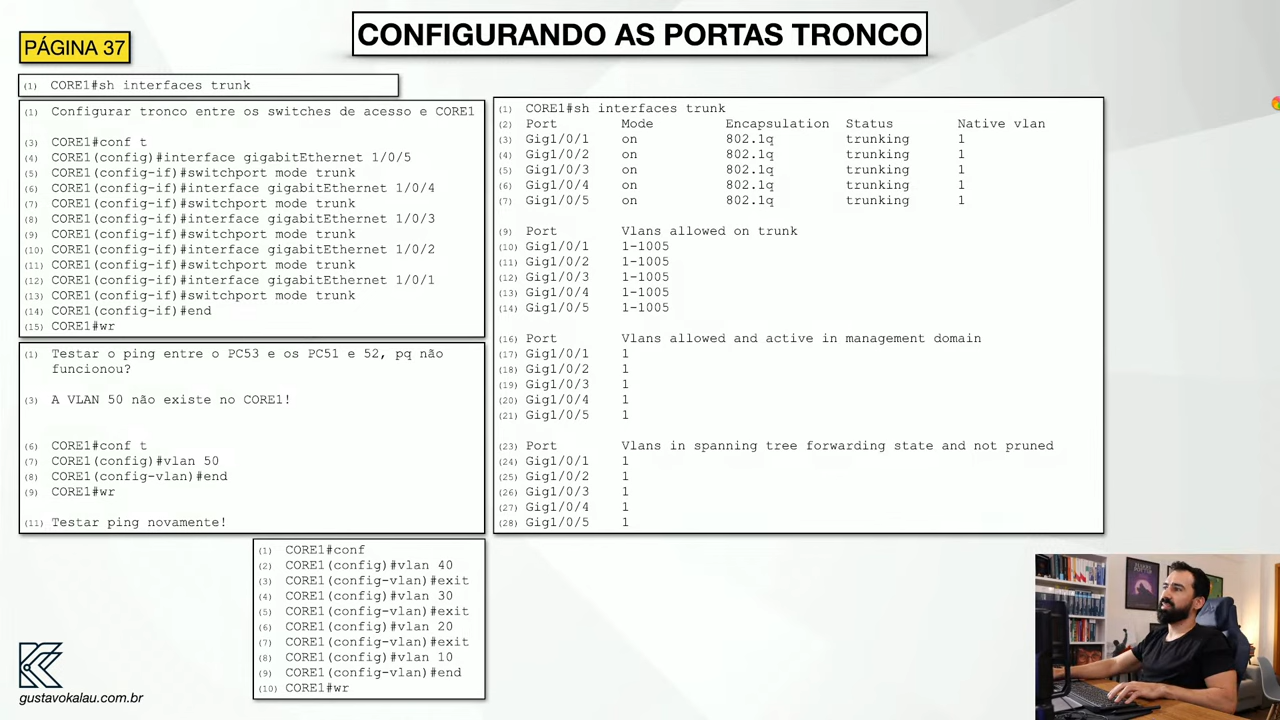 CONFIGURANDO AS PORTAS TRONCO
PÁGINA 37
(1) CORE1#sh interfaces trunk
(1) Configurar tronco entre os switches de acesso e CORE1
(3) CORE1#conf t
(4) CORE1(config)#interface gigabitEthernet 1/0/5
(5) CORE1(config-if)#switchport mode trunk
(6) CORE1(config-if)#interface gigabitEthernet 1/0/4
(7) CORE1(config-if)#switchport mode trunk
(8) CORE1(config-if)#interface gigabitEthernet 1/0/3
(9) CORE1(config-if)#switchport mode trunk
(10) CORE1(config-if)#interface gigabitEthernet 1/0/2
(11) CORE1(config-if)#switchport mode trunk
(12) CORE1(config-if)#interface gigabitEthernet 1/0/1
(13) CORE1(config-if)#switchport mode trunk
(14) CORE1(config-if)#end
(15) CORE1#wr
(1) Testar o ping entre o PC53 e os PC51 e 52, pq não
funcionou?
(3) A VLAN 50 não existe no CORE1!
(6) CORE1#conf t
(7) CORE1(config)#vlan 50
(8) CORE1(config-vlan)#end
(9) CORE1#wr
(11) Testar ping novamente!
(1) CORE1#conf
(2) CORE1(config)#vlan 40
(3) CORE1(config-vlan)#exit
(4) CORE1(config)#vlan 30
(5) CORE1(config-vlan)#exit
(6) CORE1(config)#vlan 20
(7) CORE1(config-vlan)#exit
(8) CORE1(config)#vlan 10
(9) CORE1(config-vlan)#end
(10) CORE1#wr
(1) CORE1#sh interfaces trunk
(2) Port Mode Encapsulation Status Native vlan
(3) Gig1/0/1 on 802.1q trunking 1
(4) Gig1/0/2 on 802.1q trunking 1
(5) Gig1/0/3 on 802.1q trunking 1
(6) Gig1/0/4 on 802.1q trunking 1
(7) Gig1/0/5 on 802.1q trunking 1
(9) Port Vlans allowed on trunk
(10) Gig1/0/1 1-1005
(11) Gig1/0/2 1-1005
(12) Gig1/0/3 1-1005
(13) Gig1/0/4 1-1005
(14) Gig1/0/5 1-1005
(16) Port Vlans allowed and active in management domain
(17) Gig1/0/1 1
(18) Gig1/0/2 1
(19) Gig1/0/3 1
(20) Gig1/0/4 1
(21) Gig1/0/5 1
(23) Port Vlans in spanning tree forwarding state and not pruned
(24) Gig1/0/1 1
(25) Gig1/0/2 1
(26) Gig1/0/3 1
(27) Gig1/0/4 1
(28) Gig1/0/5 1
gustavokalau.com.br